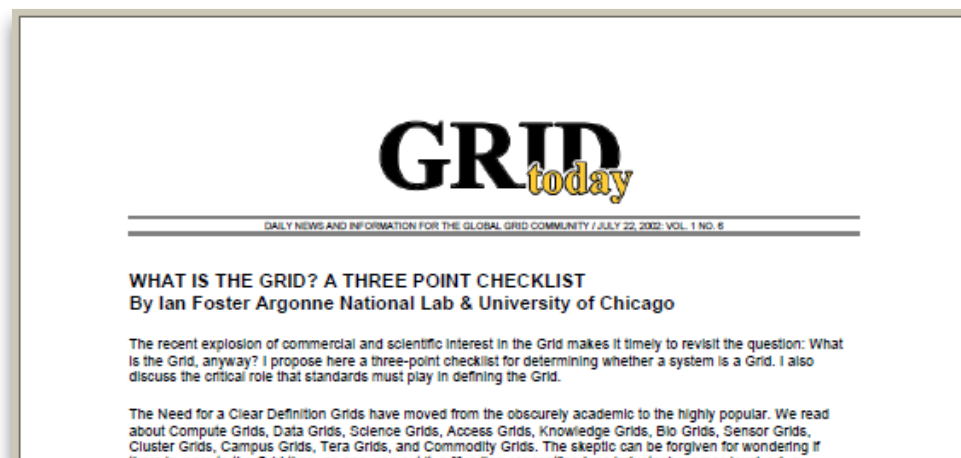 GRID
today
DAILY NEWS AND INFORMATION FOR THE GLOBAL GRID COMMUNITY / JULY 22, 2002: VOL. 1 NO. 6
WHAT IS THE GRID? A THREE POINT CHECKLIST
By Ian Foster Argonne National Lab & University of Chicago
The recent explosion of commercial and scientific interest in the Grid makes it timely to revisit the question: What
is the Grid, anyway? I propose here a three-point checklist for determining whether a system is a Grid. I also
discuss the critical role that standards must play in defining the Grid.
The Need for a Clear Definition Grids have moved from the obscurely academic to the highly popular. We read
about Compute Grids, Data Grids, Science Grids, Access Grids, Knowledge Grids, Bio Grids, Sensor Grids,
Cluster Grids, Campus Grids, Tera Grids, and Commodity Grids. The skeptic can be forgiven for wondering if